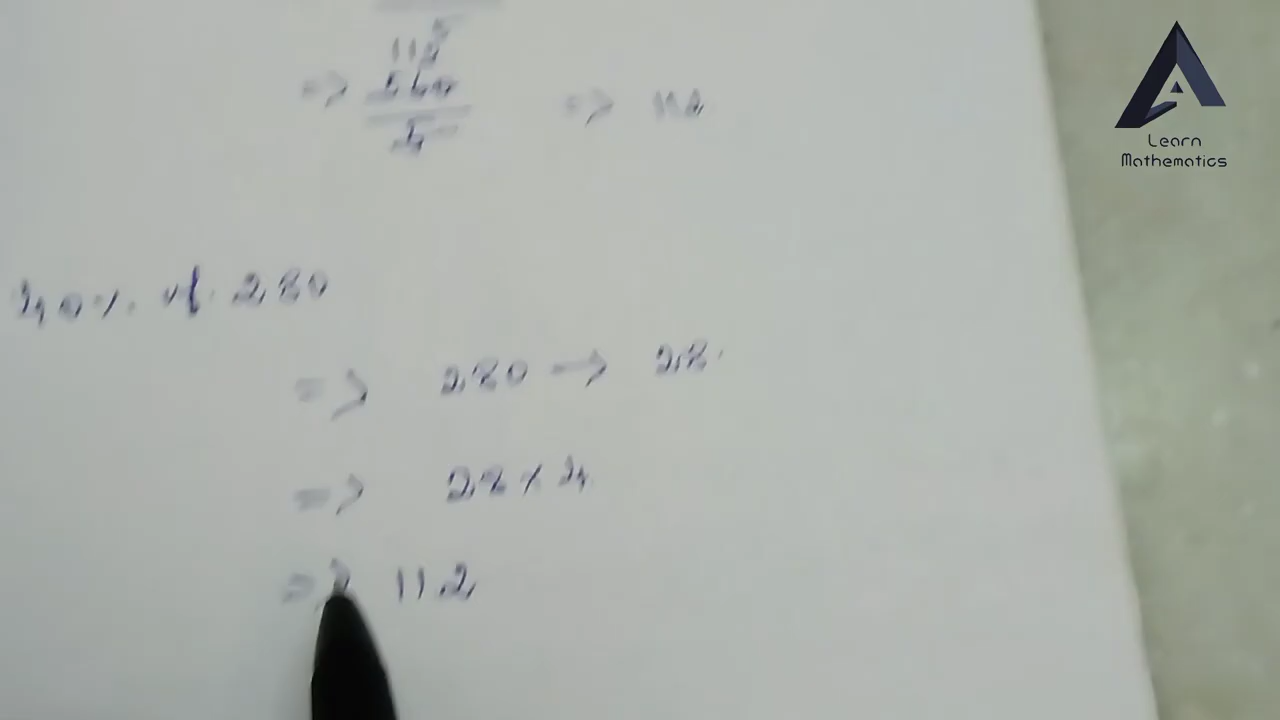 112
=> 560 => 112
5
40% of 280
=> 280 → 28.
=> 28 × 4
=> 112
Learn
Mathematics